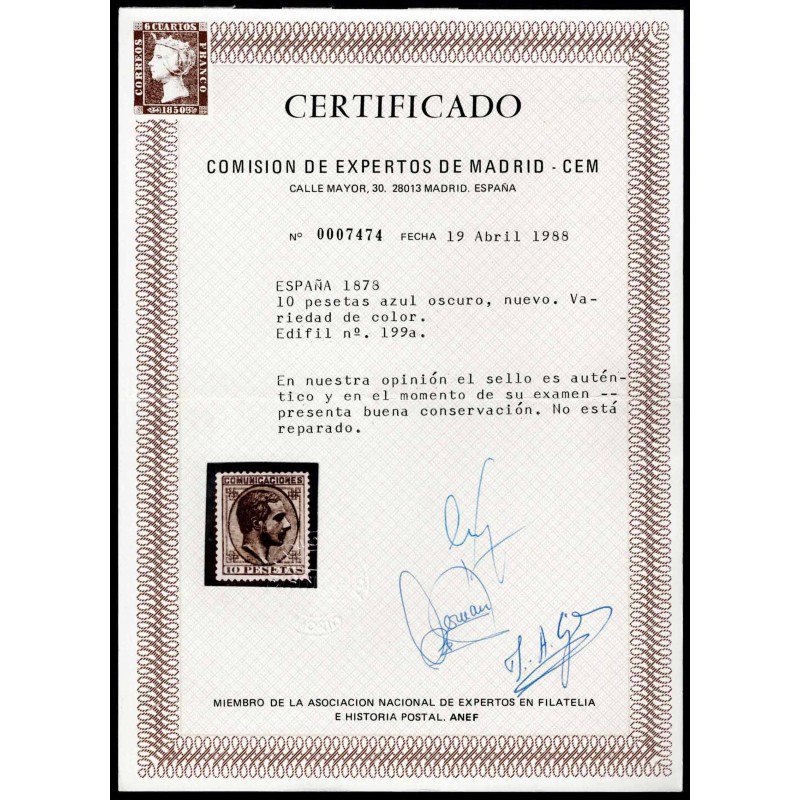 6 CUARTOS
CORREOS
FRANCO
1850
CERTIFICADO
COMISION DE EXPERTOS DE MADRID - CEM
CALLE MAYOR, 30. 28013 MADRID. ESPAÑA
Nº 0007474 FECHA 19 Abril 1988
ESPAÑA 1878
10 pesetas azul oscuro, nuevo. Va-
riedad de color.
Edifil nº. 199a.
En nuestra opinión el sello es autén-
tico y en el momento de su examen --
presenta buena conservación. No está
reparado.
COMUNICACIONES
10 PESETAS
MIEMBRO DE LA ASOCIACION NACIONAL DE EXPERTOS EN FILATELIA
E HISTORIA POSTAL. ANEF